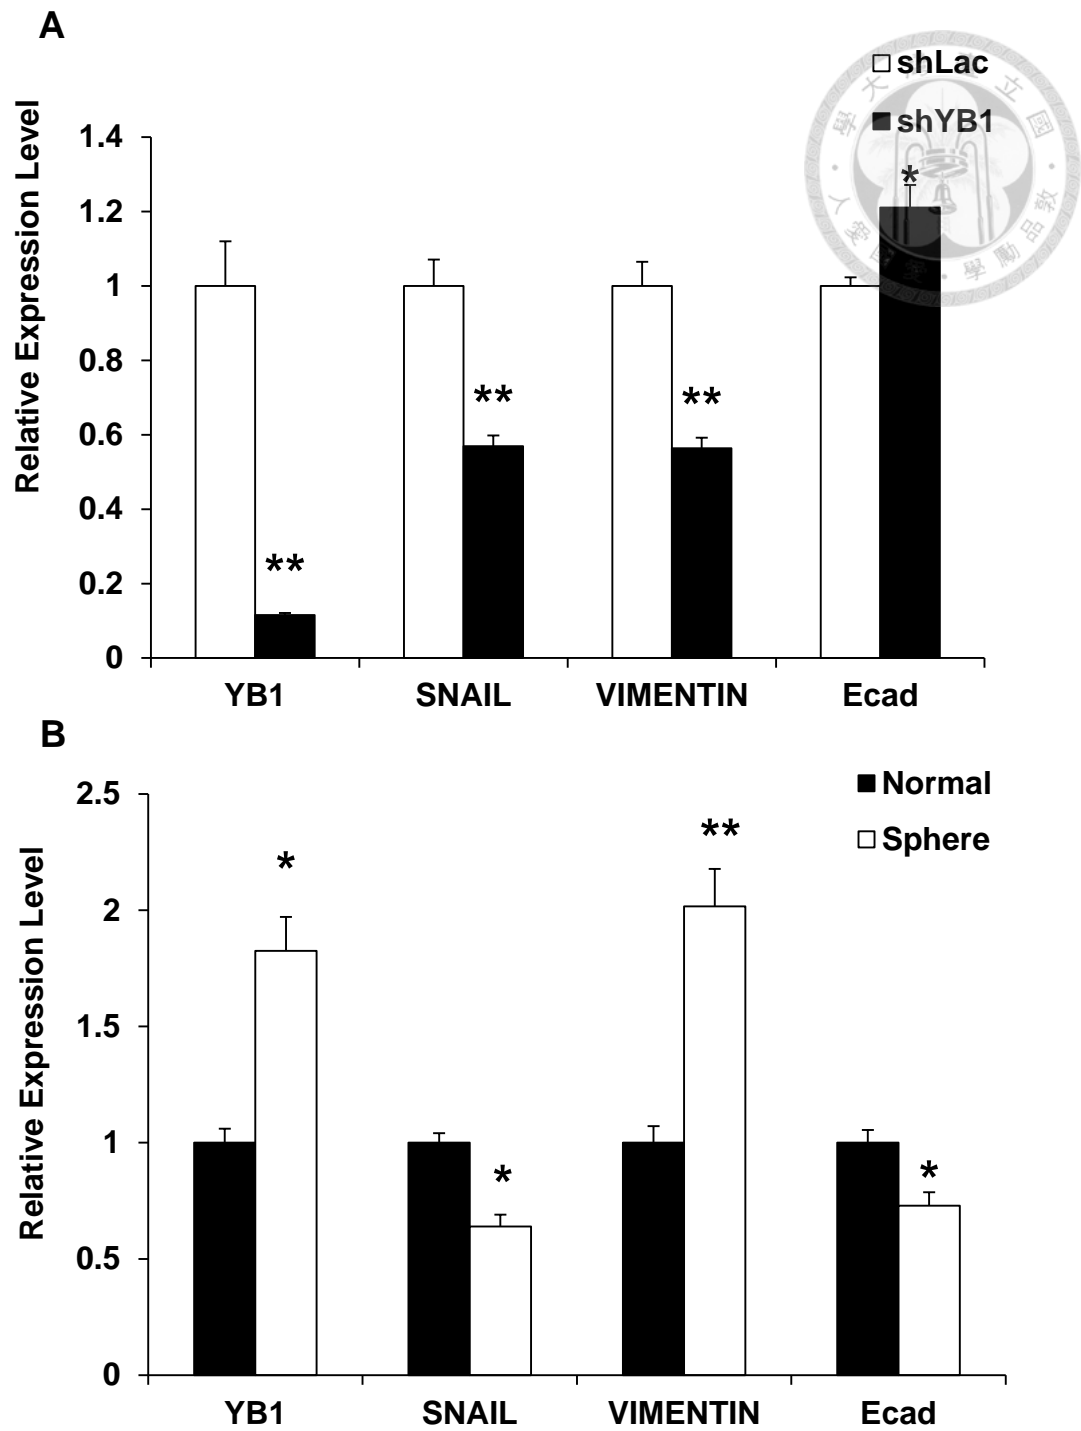 A
shLac
shYB1
Relative Expression Level
1.4
1.2
1
0.8
0.6
0.4
0.2
0
*
**
**
**
YB1 SNAIL VIMENTIN Ecad
B
Normal
Sphere
Relative Expression Level
2.5
2
1.5
1
0.5
0
**
*
*
*
YB1 SNAIL VIMENTIN Ecad